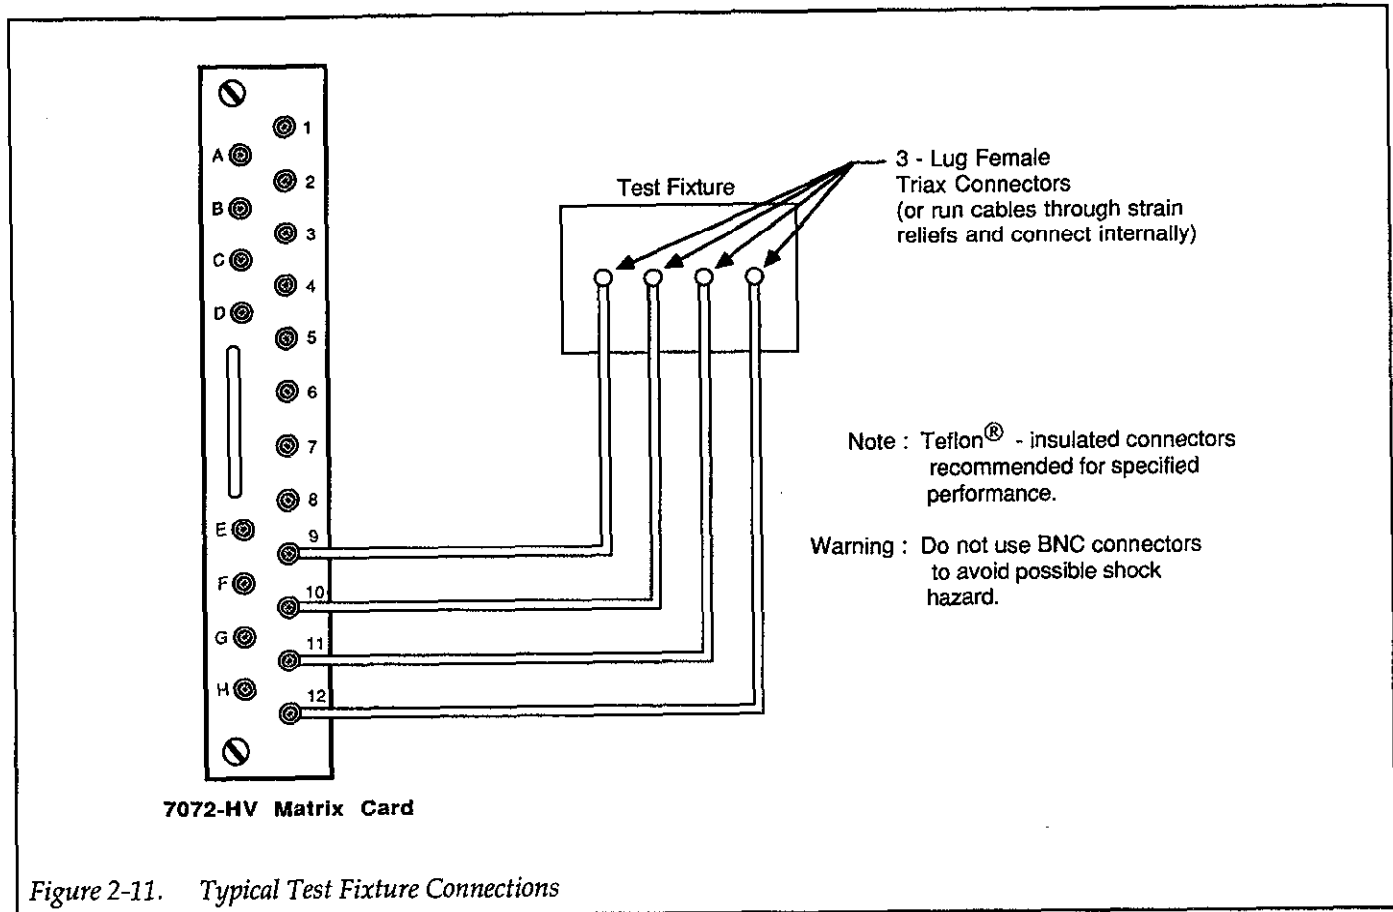 1
A
2
B
3
C
4
D
5
6
7
8
E
9
F
10
G
11
H
12
7072-HV Matrix Card
Test Fixture
3 - Lug Female
Triax Connectors
(or run cables through strain
reliefs and connect internally)
Note : Teflon® - insulated connectors
recommended for specified
performance.
Warning : Do not use BNC connectors
to avoid possible shock
hazard.
Figure 2-11. Typical Test Fixture Connections